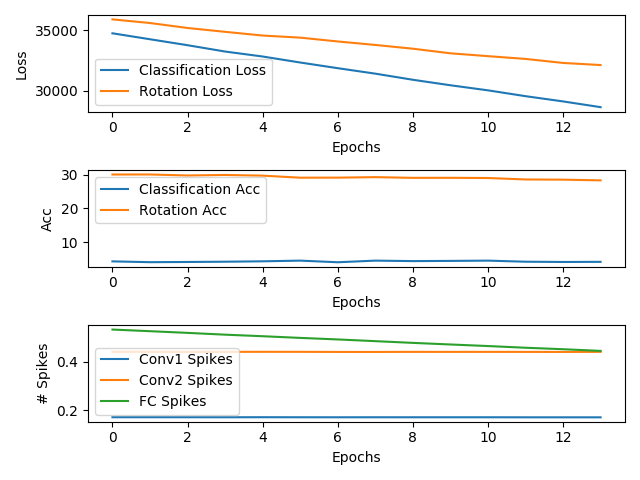 35000
30000
Loss
Classification Loss
Rotation Loss
0 2 4 6 8 10 12
Epochs
30
20
10
Acc
Classification Acc
Rotation Acc
0 2 4 6 8 10 12
Epochs
0.4
0.2
# Spikes
Conv1 Spikes
Conv2 Spikes
FC Spikes
0 2 4 6 8 10 12
Epochs